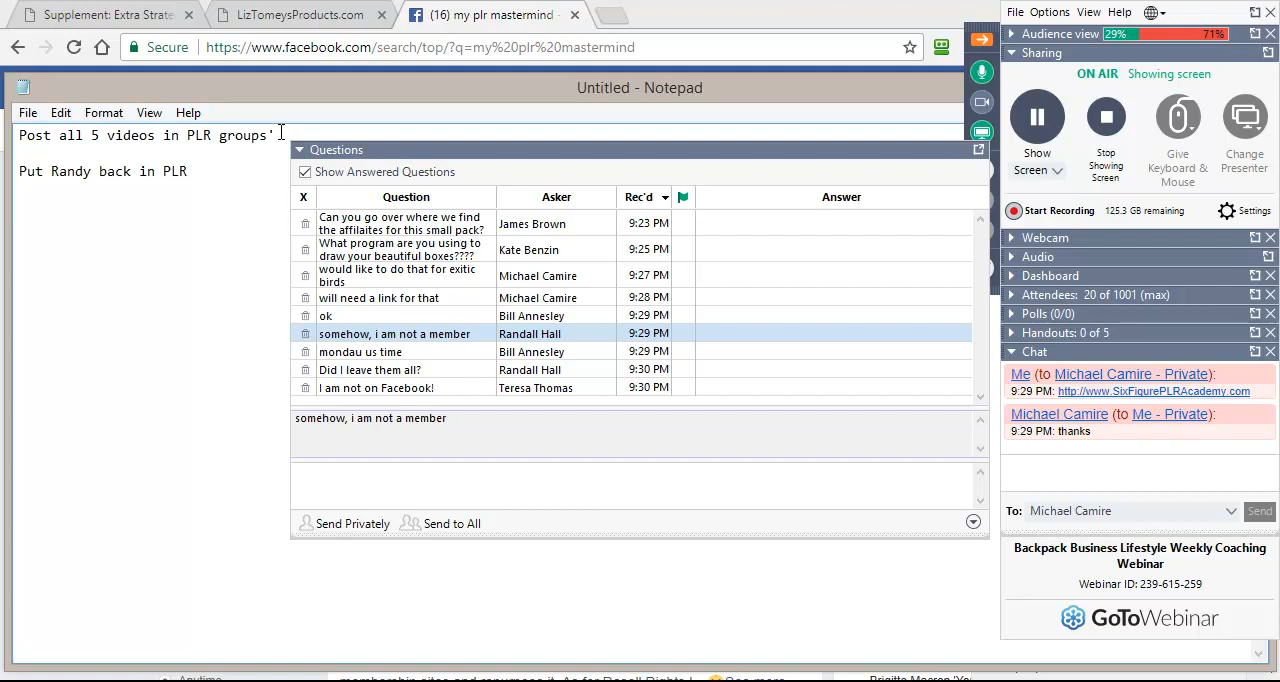 Supplement: Extra Strate
LizTomeysProducts.com
(16) my plr mastermind -
File Options View Help
Secure https://www.facebook.com/search/top/?q=my%20plr%20mastermind
Audience view 29% 71%
Sharing
ON AIR Showing screen
Untitled - Notepad
File Edit Format View Help
Post all 5 videos in PLR groups'
Put Randy back in PLR
Questions
Show Answered Questions
X Question Asker Rec'd Answer
Can you go over where we find
the affilaites for this small pack? James Brown 9:23 PM
What program are you using to
draw your beautiful boxes???? Kate Benzin 9:25 PM
would like to do that for exitic
birds Michael Camire 9:27 PM
will need a link for that Michael Camire 9:28 PM
ok Bill Annesley 9:29 PM
somehow, i am not a member Randall Hall 9:29 PM
mondau us time Bill Annesley 9:29 PM
Did I leave them all? Randall Hall 9:30 PM
I am not on Facebook! Teresa Thomas 9:30 PM
somehow, i am not a member
Send Privately Send to All
Show
Screen
Stop
Showing
Screen
Give
Keyboard &
Mouse
Change
Presenter
Start Recording 125.3 GB remaining Settings
Webcam
Audio
Dashboard
Attendees: 20 of 1001 (max)
Polls (0/0)
Handouts: 0 of 5
Chat
Me (to Michael Camire - Private):
9:29 PM: http://www.SixFigurePLRAcademy.com
Michael Camire (to Me - Private):
9:29 PM: thanks
To: Michael Camire Send
Backpack Business Lifestyle Weekly Coaching
Webinar
Webinar ID: 239-615-259
GoToWebinar
Anytime